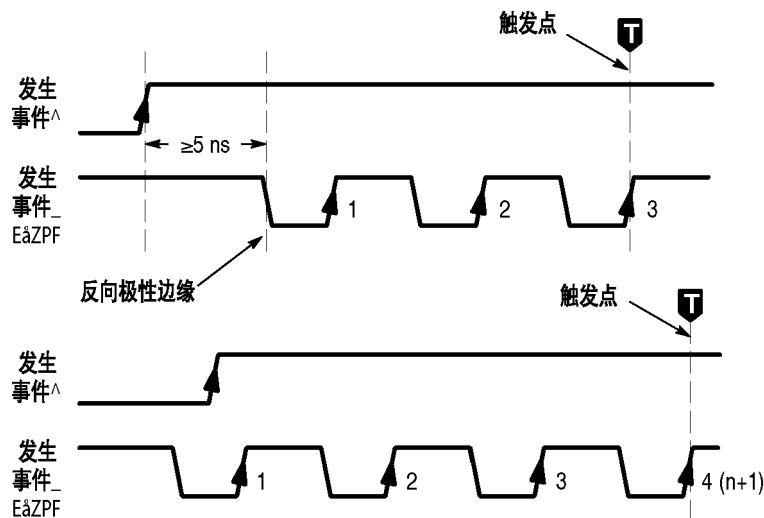 触发点
T
发生
事件^
≥5 ns
发生
事件_
EåZPF
1
2
3
反向极性边缘
触发点
T
发生
事件^
发生
事件_
EåZPF
1
2
3
4 (n+1)